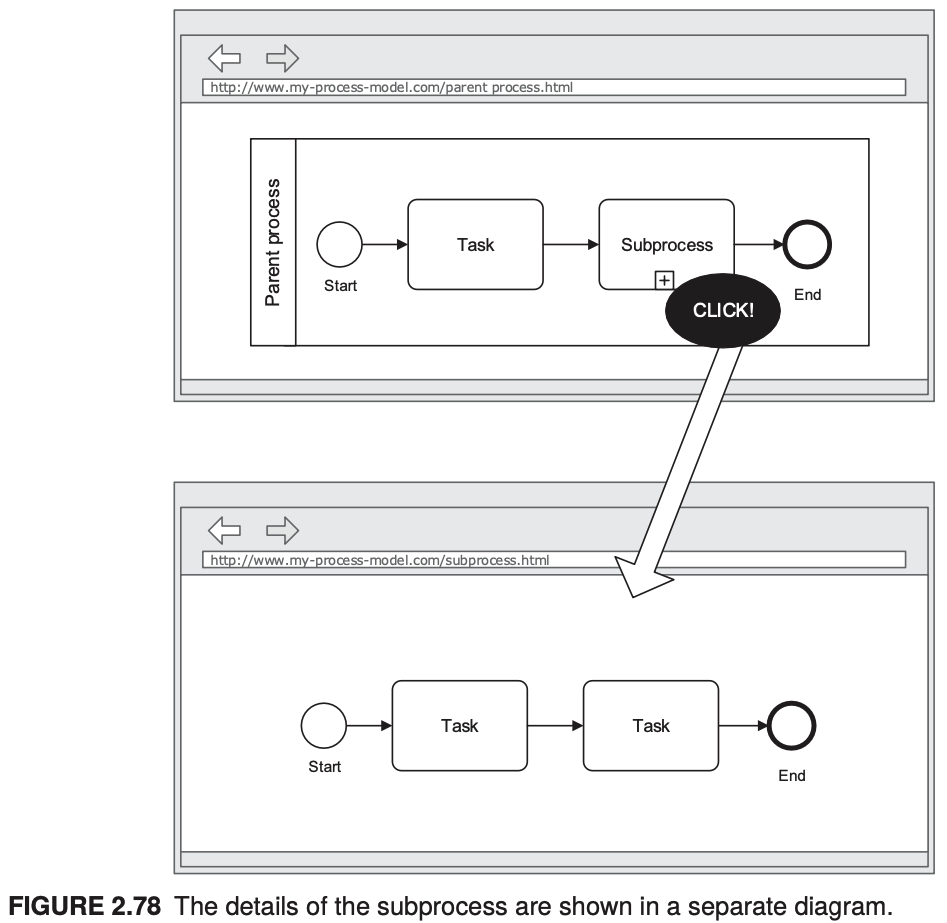 http://www.my-process-model.com/parent process.html
Parent process
Start
Task
Subprocess
+
End
CLICK!
http://www.my-process-model.com/subprocess.html
Start
Task
Task
End
FIGURE 2.78 The details of the subprocess are shown in a separate diagram.